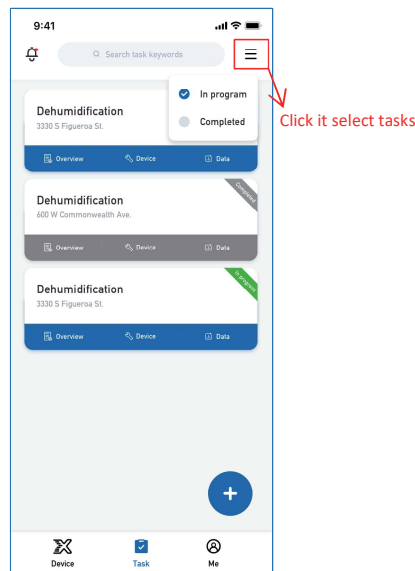 9:41
Search task keywords
In program
Completed
Click it select tasks
Dehumidification
3330 S Figueroa St.
Overview Device Data
Completed
Dehumidification
600 W Commonwealth Ave.
Overview Device Data
In program
Dehumidification
3330 S Figueroa St.
Overview Device Data
+
Device Task Me